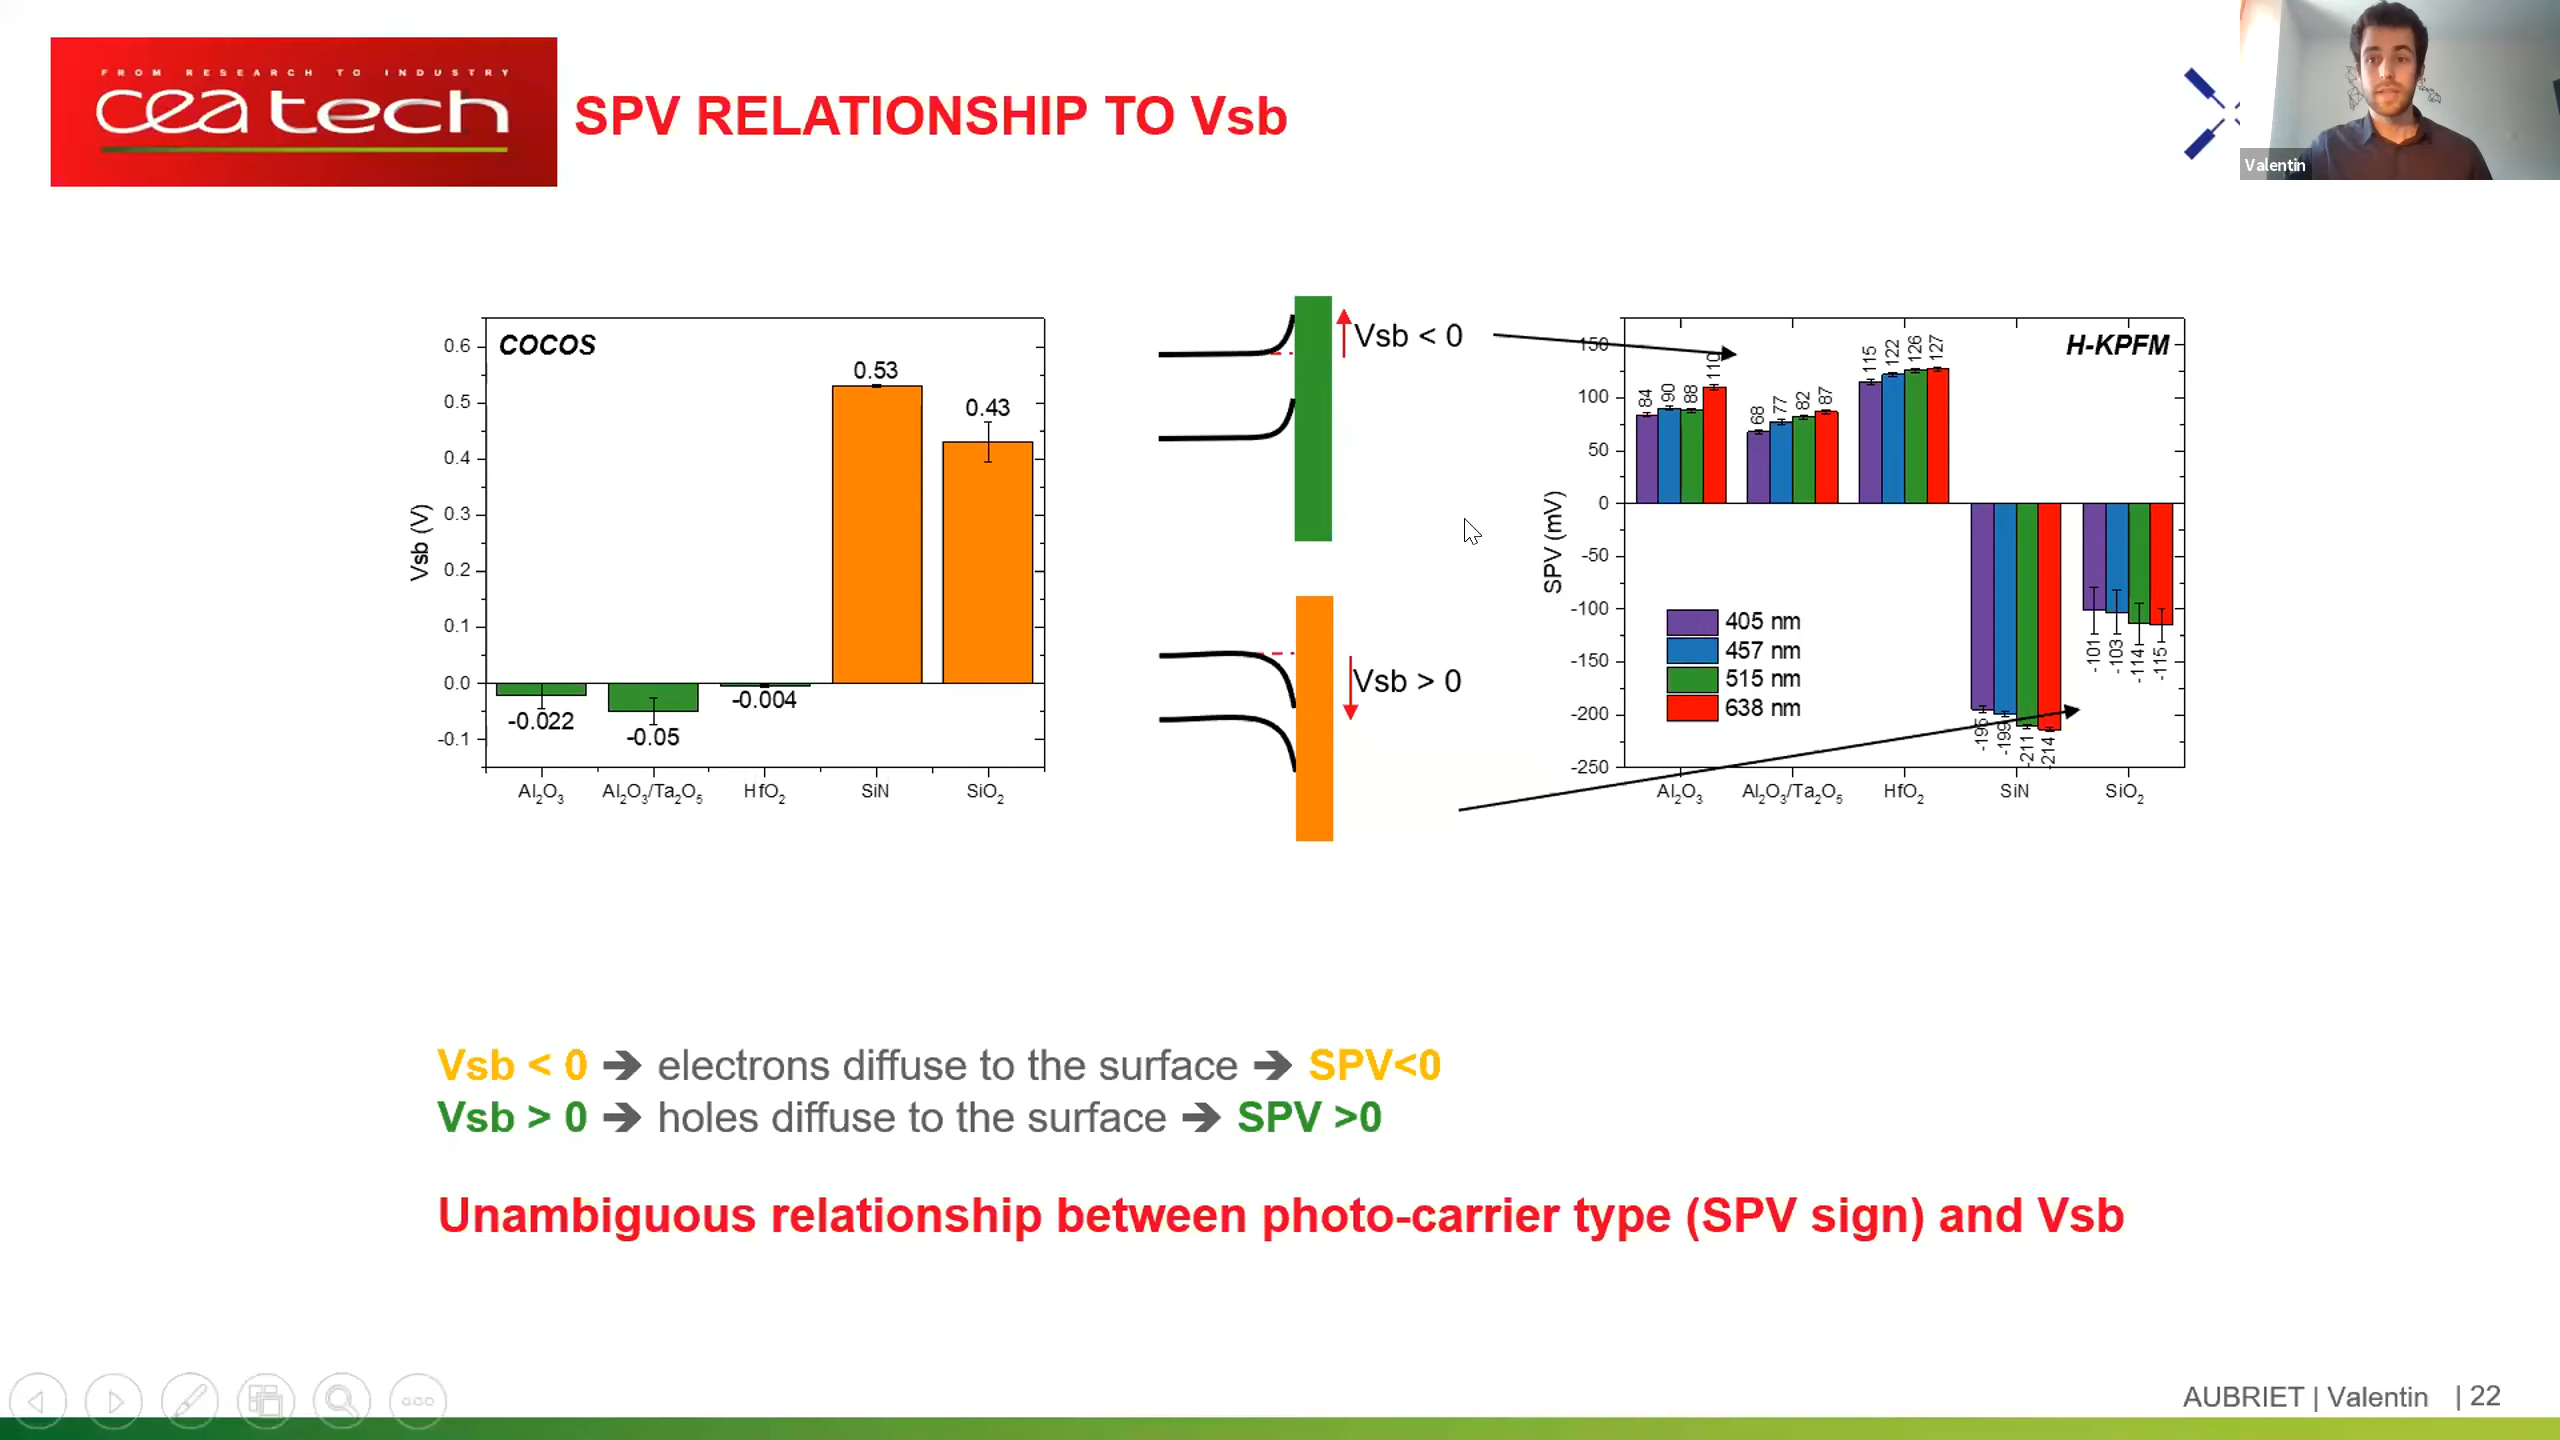 FROM RESEARCH TO INDUSTRY
cea tech
SPV RELATIONSHIP TO Vsb
Valentin
COCOS
Vsb (V)
0.6
0.5
0.4
0.3
0.2
0.1
0.0
-0.1
-0.022
-0.05
-0.004
0.53
0.43
Al₂O₃
Al₂O₃/Ta₂O₅
HfO₂
SiN
SiO₂
Vsb < 0
Vsb > 0
H-KPFM
SPV (mV)
150
100
50
0
-50
-100
-150
-200
-250
84
90
88
110
68
77
82
87
115
122
126
127
-195
-199
-211
-214
-101
-103
-114
-115
405 nm
457 nm
515 nm
638 nm
Al₂O₃
Al₂O₃/Ta₂O₅
HfO₂
SiN
SiO₂
Vsb < 0 ➔ electrons diffuse to the surface ➔ SPV<0
Vsb > 0 ➔ holes diffuse to the surface ➔ SPV >0
Unambiguous relationship between photo-carrier type (SPV sign) and Vsb
AUBRIET | Valentin | 22